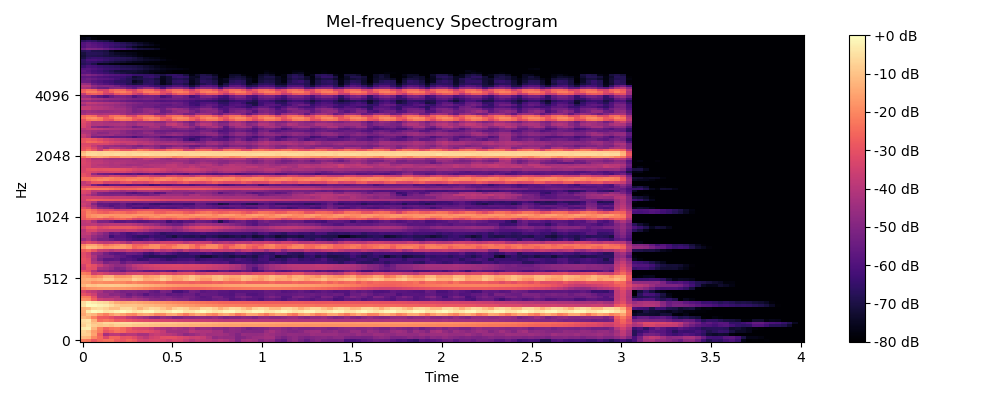 Mel-frequency Spectrogram
+0 dB
-10 dB
-20 dB
-30 dB
-40 dB
-50 dB
-60 dB
-70 dB
-80 dB
Hz
4096
2048
1024
512
0
0 0.5 1 1.5 2 2.5 3 3.5 4
Time